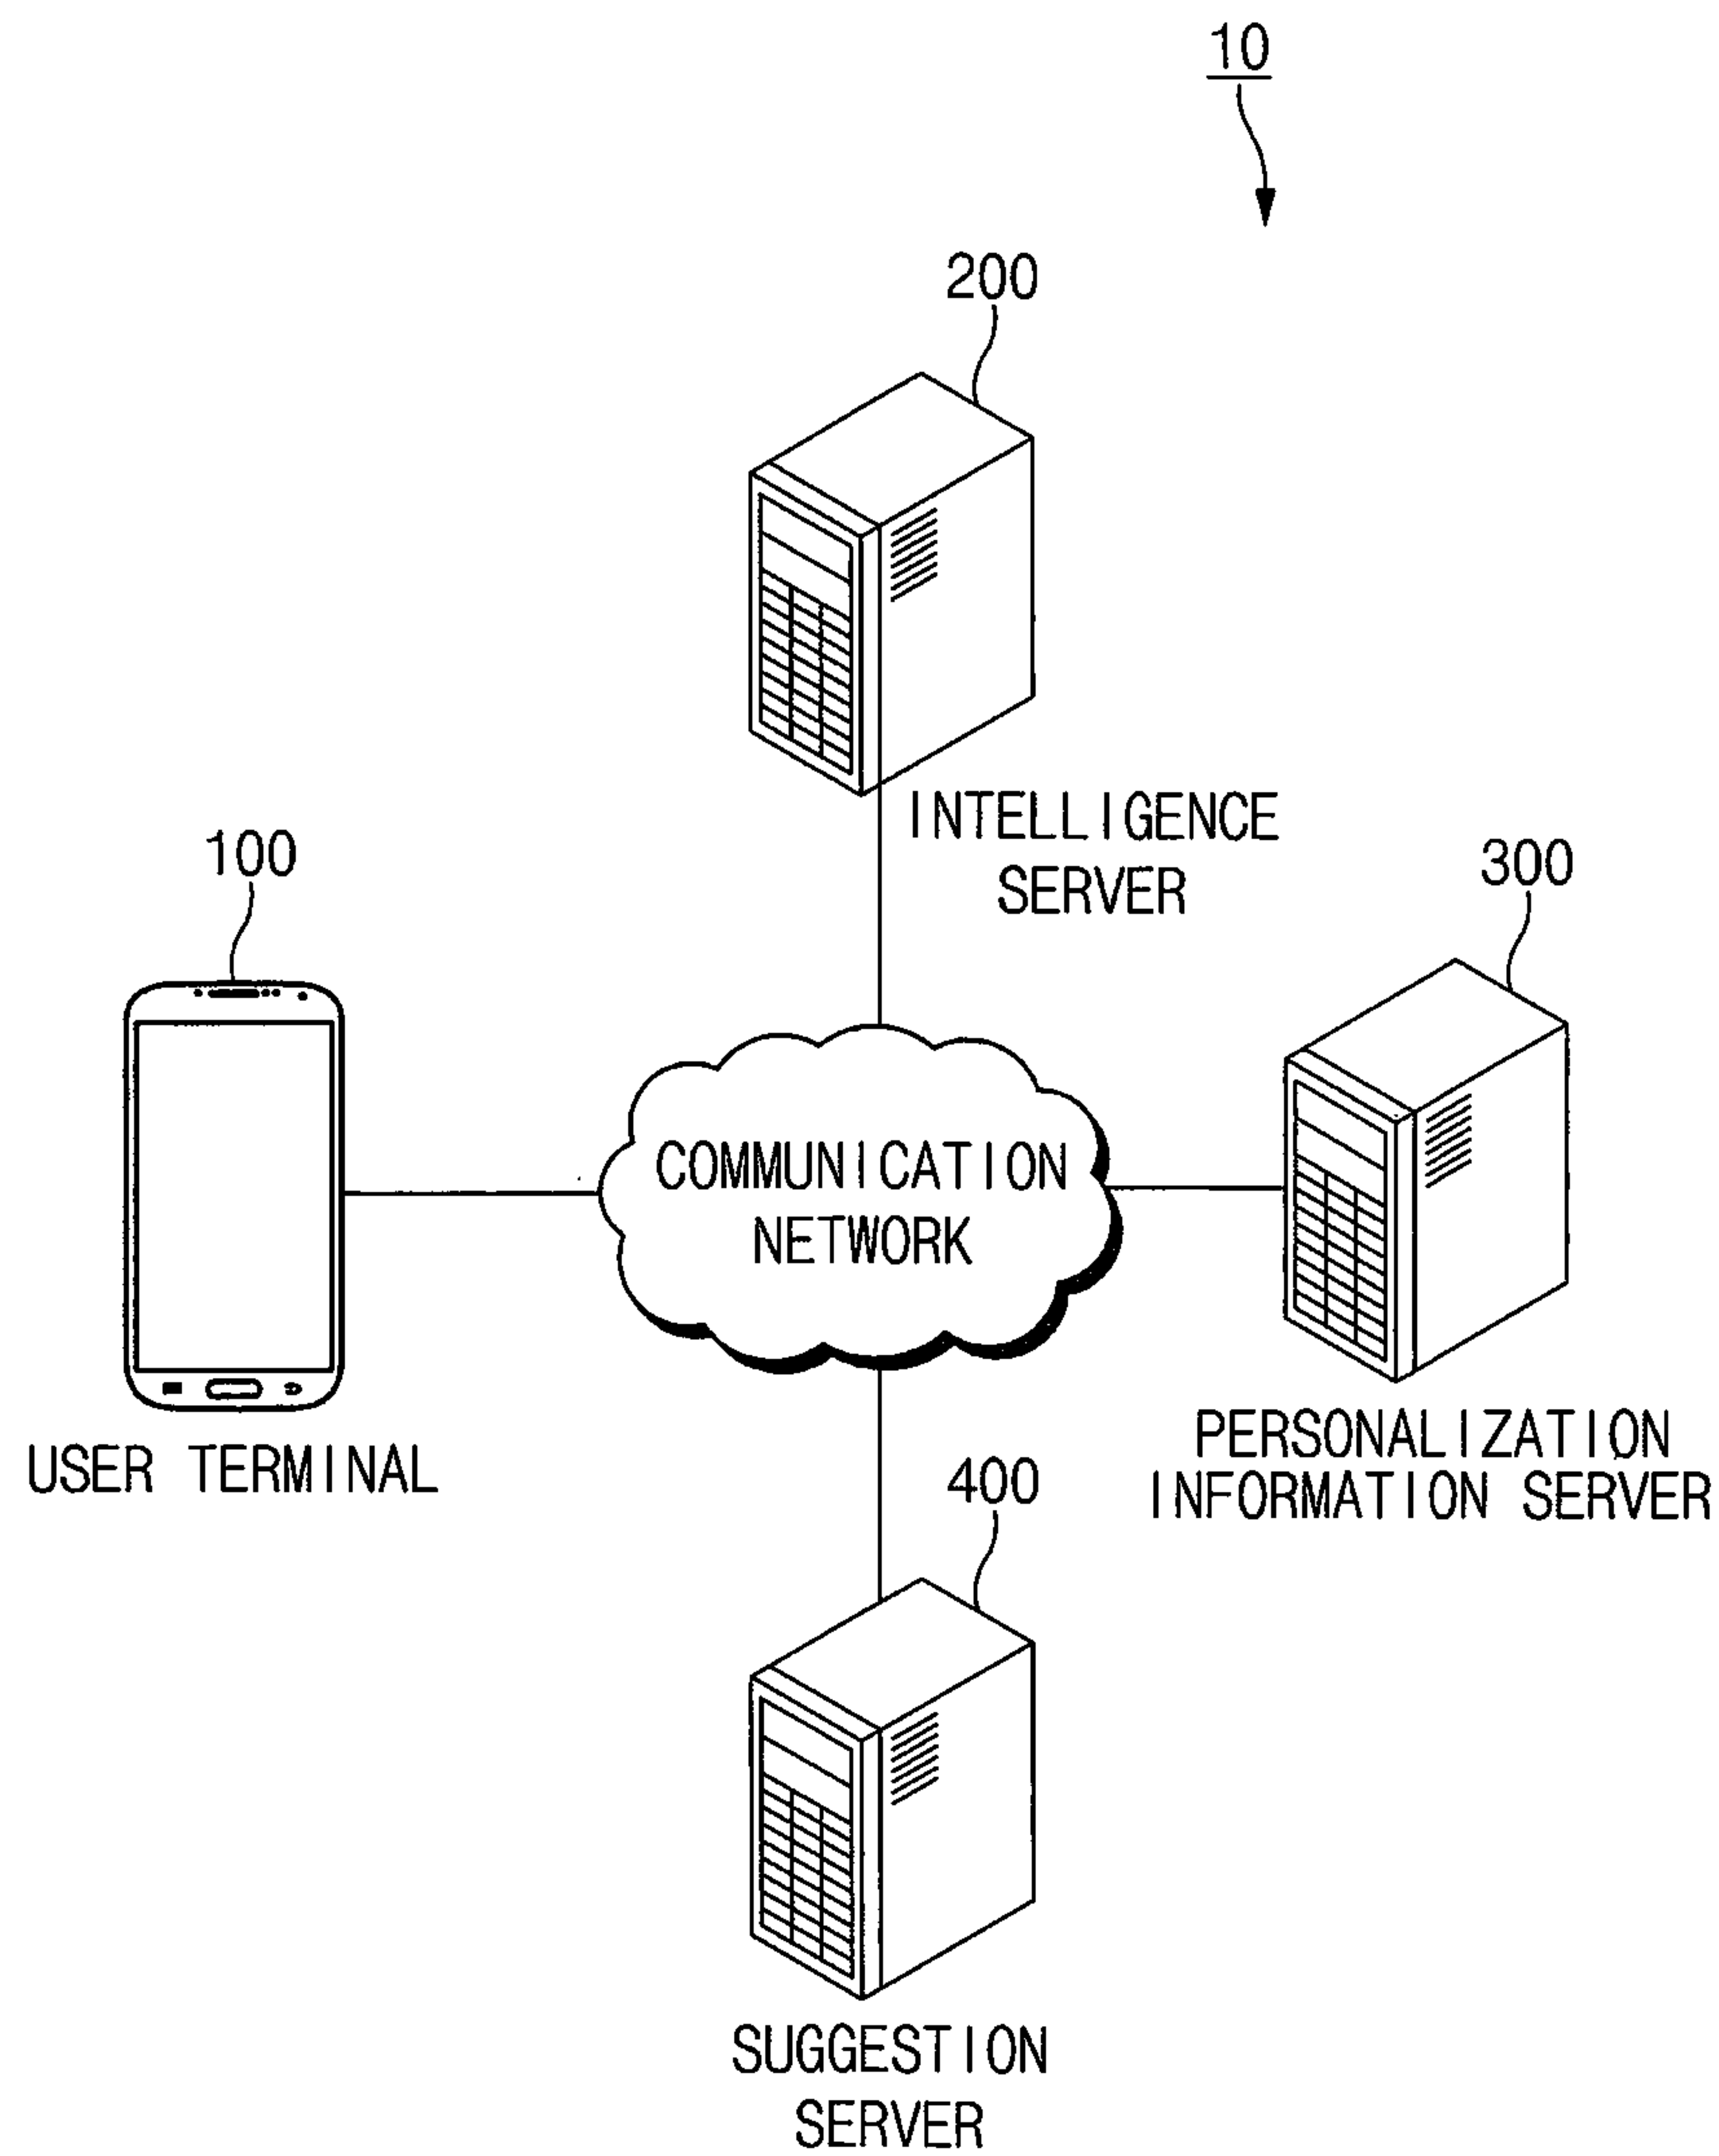 10
200
INTELLIGENCE
SERVER
100
300
COMMUNICATION
NETWORK
USER TERMINAL
PERSONALIZATION
INFORMATION SERVER
400
SUGGESTION
SERVER